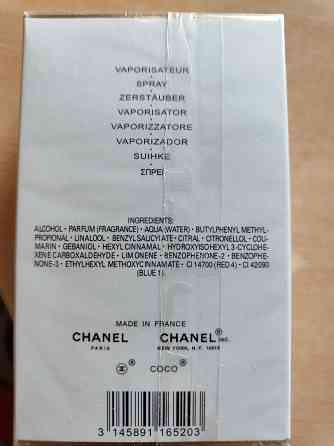 VAPORISATEUR
SPRAY
ZERSTÄUBER
VAPORISATOR
VAPORIZZATORE
VAPORIZADOR
SUIHKE
ΣΠΡΕΪ
INGREDIENTS:
ALCOHOL • PARFUM (FRAGRANCE) • AQUA (WATER) • BUTYLPHENYL METHYL-
PROPIONAL • LINALOOL • BENZYL SALICYLATE • CITRAL • CITRONELLOL • COU-
MARIN • GERANIOL • HEXYL CINNAMAL • HYDROXYISOHEXYL 3-CYCLOHE-
XENE CARBOXALDEHYDE • LIMONENE • BENZOPHENONE-2 • BENZOPHE-
NONE-3 • ETHYLHEXYL METHOXYCINNAMATE • CI 14700 (RED 4) • CI 42090
(BLUE 1).
MADE IN FRANCE
CHANEL CHANEL® INC.
PARIS NEW YORK, N.Y. 10019
® COCO®
3 145891 165203